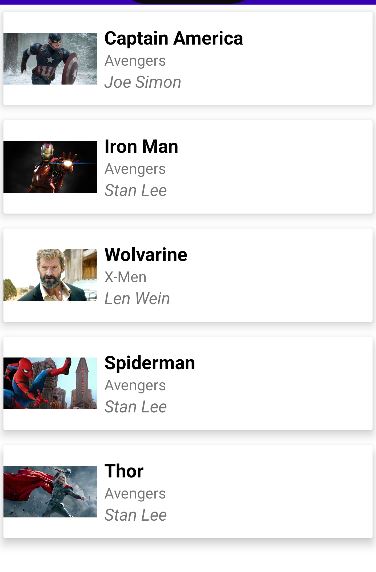 Captain America
Avengers
Joe Simon
Iron Man
Avengers
Stan Lee
Wolvarine
X-Men
Len Wein
Spiderman
Avengers
Stan Lee
Thor
Avengers
Stan Lee